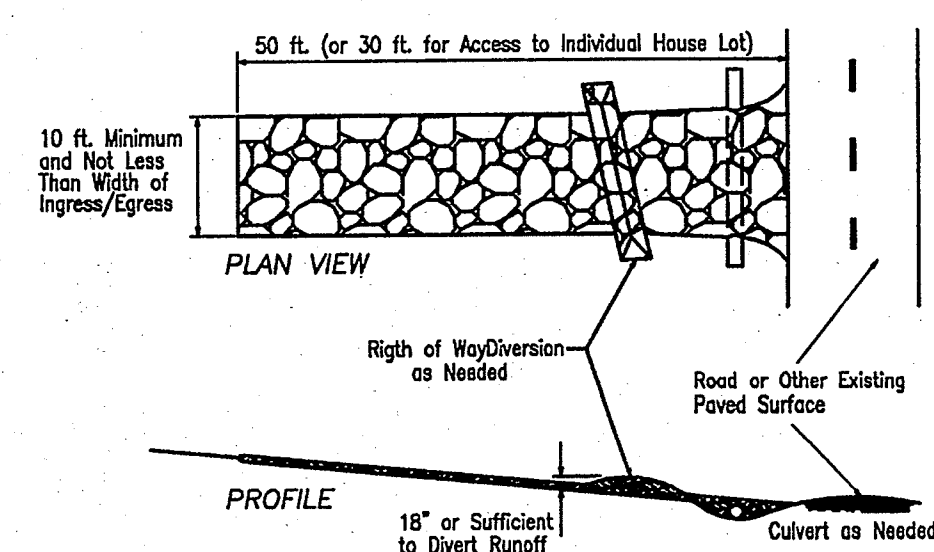 50 ft. (or 30 ft. for Access to Individual House Lot)
10 ft. Minimum
and Not Less
Than Width of
Ingress/Egress
PLAN VIEW
Rigth of WayDiversion
as Needed
Road or Other Existing
Paved Surface
PROFILE
18" or Sufficient
to Divert Runoff
Culvert as Needed